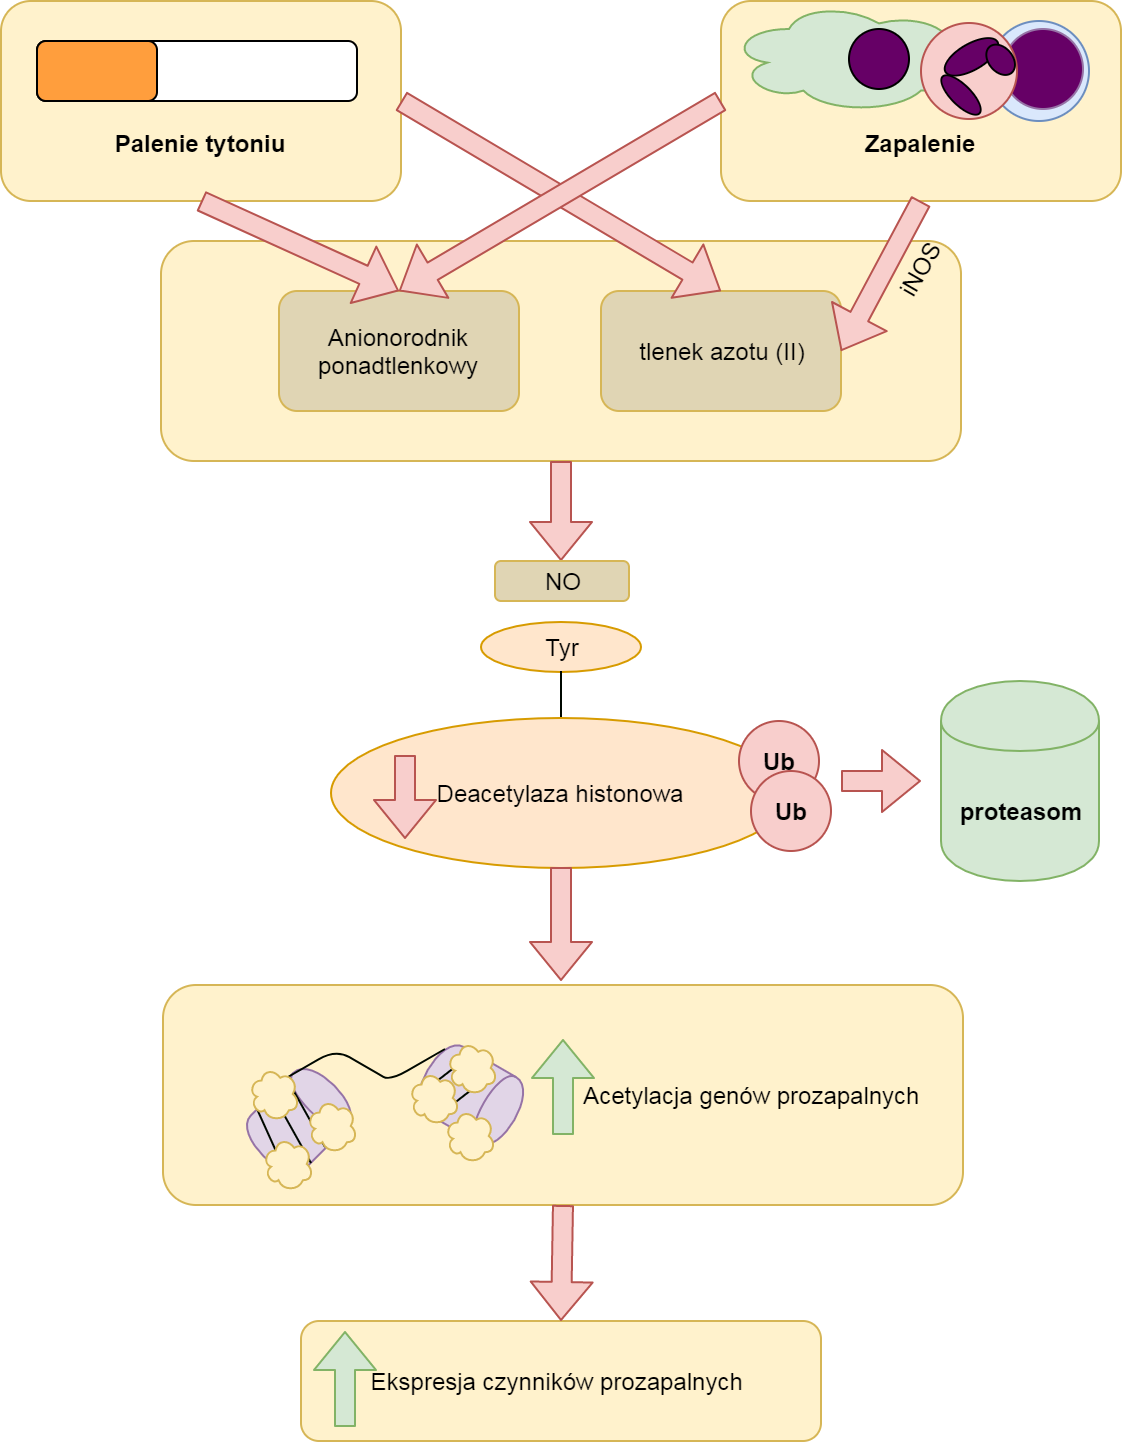 Palenie tytoniu
Zapalenie
iNOS
Anionorodnik
ponadtlenkowy
tlenek azotu (II)
NO
Tyr
Ub
Deacetylaza histonowa
Ub
proteasom
Acetylacja genów prozapalnych
Ekspresja czynników prozapalnych